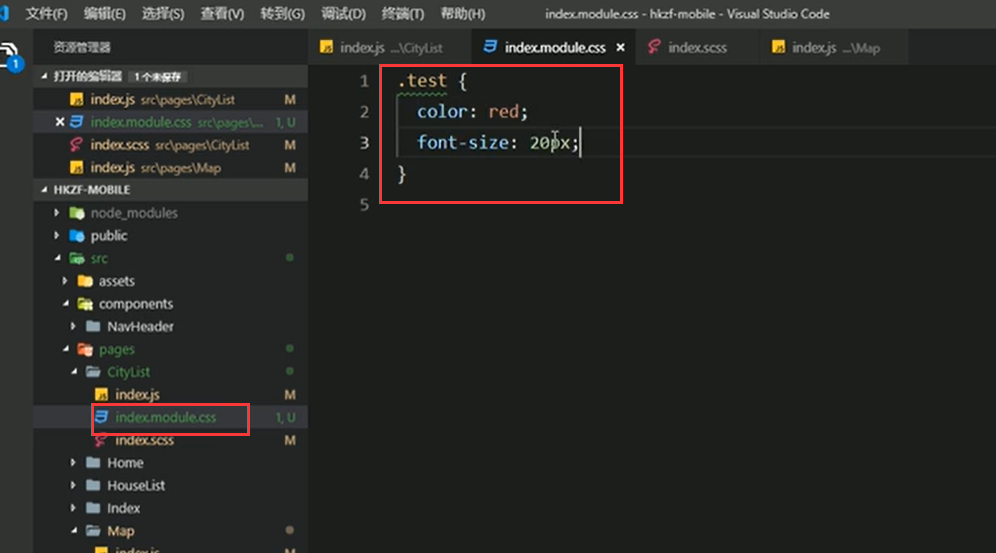 文件(F) 编辑(E) 选择(S) 查看(V) 转到(G) 调试(D) 终端(T) 帮助(H) index.module.css - hkzf-mobile - Visual Studio Code
1
资源管理器
打开的编辑器 1 个未保存
index.js src\pages\CityList M
index.module.css src\pages\... 1, U
index.scss src\pages\CityList M
index.js src\pages\Map M
HKZF-MOBILE
node_modules
public
src
assets
components
NavHeader
pages
CityList
index.js M
index.module.css 1, U
index.scss M
Home
HouseList
Index
Map
index.js M
index.js ...\CityList index.module.css × index.scss index.js ...\Map
1 .test {
2 color: red;
3 font-size: 20px;
4 }
5